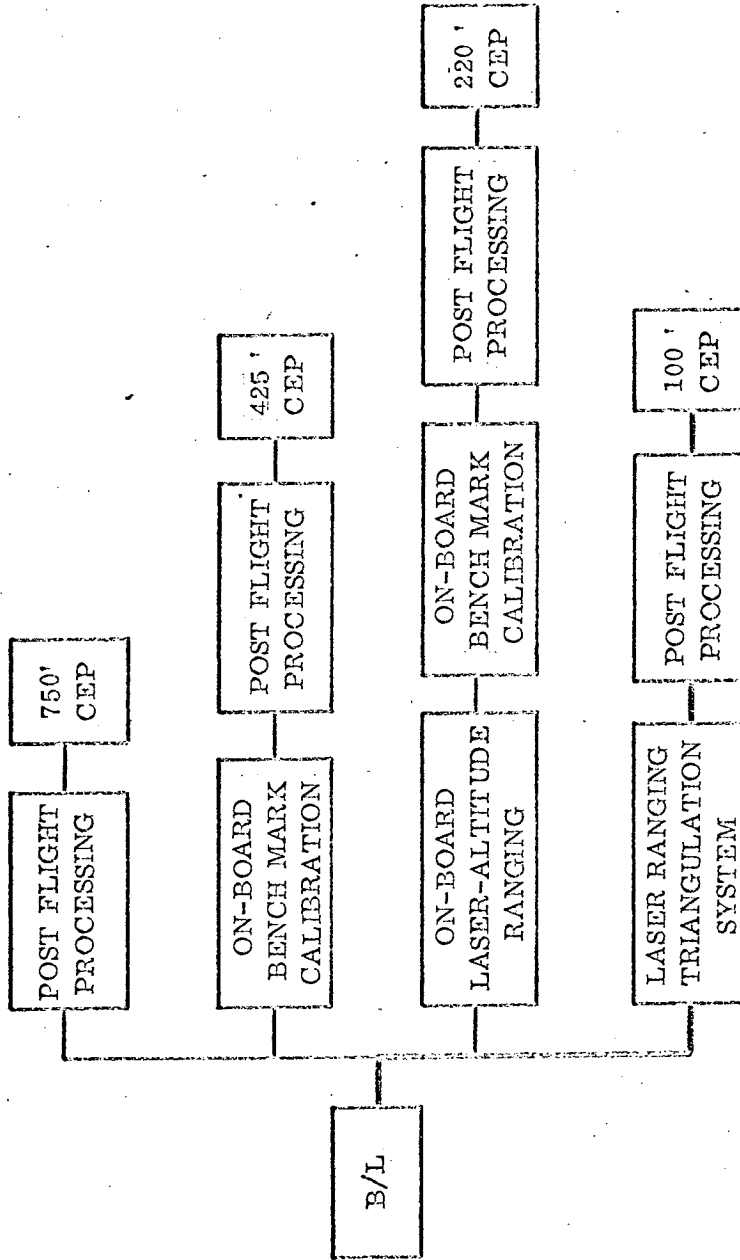 B/L
POST FLIGHT
PROCESSING
750'
CEP
ON-BOARD
BENCH MARK
CALIBRATION
POST FLIGHT
PROCESSING
425'
CEP
ON-BOARD
LASER-ALTITUDE
RANGING
ON-BOARD
BENCH MARK
CALIBRATION
POST FLIGHT
PROCESSING
220'
CEP
LASER RANGING
TRIANGULATION
SYSTEM
POST FLIGHT
PROCESSING
100'
CEP